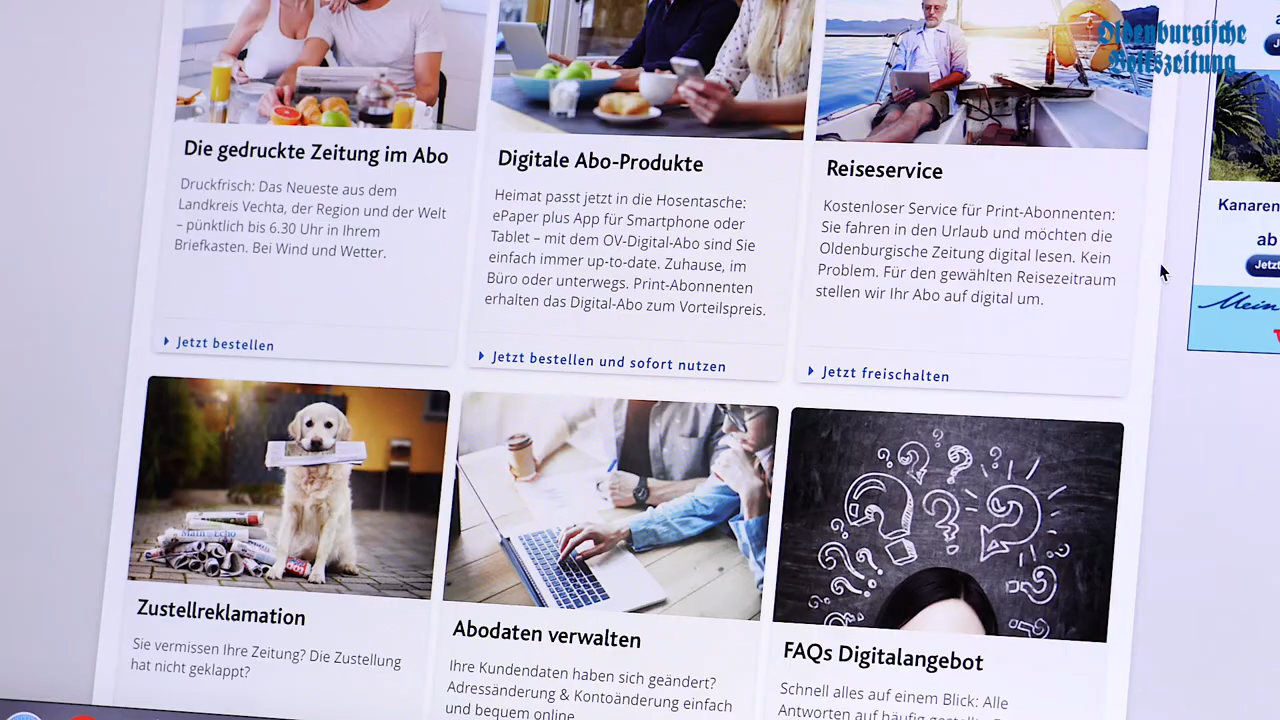 Oldenburgische
Volkszeitung
Die gedruckte Zeitung im Abo
Druckfrisch: Das Neueste aus dem
Landkreis Vechta, der Region und der Welt
– pünktlich bis 6.30 Uhr in Ihrem
Briefkasten. Bei Wind und Wetter.
Jetzt bestellen
Digitale Abo-Produkte
Heimat passt jetzt in die Hosentasche:
ePaper plus App für Smartphone oder
Tablet – mit dem OV-Digital-Abo sind Sie
einfach immer up-to-date. Zuhause, im
Büro oder unterwegs. Print-Abonnenten
erhalten das Digital-Abo zum Vorteilspreis.
Jetzt bestellen und sofort nutzen
Reiseservice
Kostenloser Service für Print-Abonnenten:
Sie fahren in den Urlaub und möchten die
Oldenburgische Zeitung digital lesen. Kein
Problem. Für den gewählten Reisezeitraum
stellen wir Ihr Abo auf digital um.
Jetzt freischalten
Kanaren
ab
Jetzt
Mein
Main Echo
Zustellreklamation
Sie vermissen Ihre Zeitung? Die Zustellung
hat nicht geklappt?
Abodaten verwalten
Ihre Kundendaten haben sich geändert?
Adressänderung & Kontoänderung einfach
und bequem online
FAQs Digitalangebot
Schnell alles auf einem Blick: Alle
Antworten auf häufig